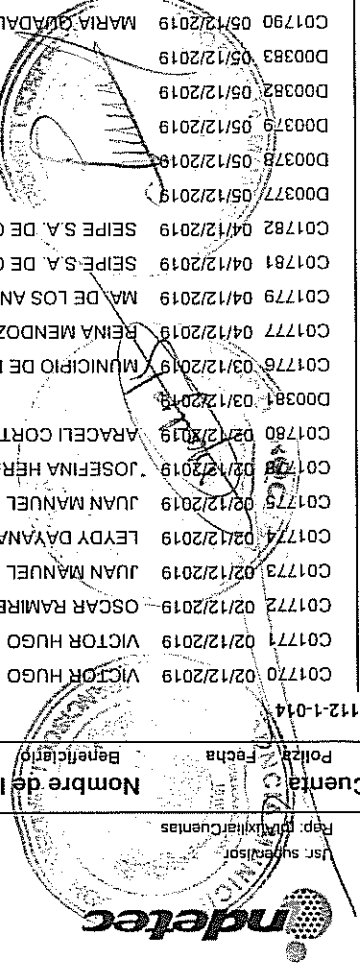 indetec
Usr: supervisor
Rep: rptAuxiliarCuentas
Cuenta Nombre de l
Poliza Fecha Beneficiario
112-1-014
C01770 02/12/2019 VICTOR HUGO
C01771 02/12/2019 VICTOR HUGO
C01772 02/12/2019 OSCAR RAMIRE
C01773 02/12/2019 JUAN MANUEL
C01774 02/12/2019 LEYDY DAYANA
C01775 02/12/2019 JUAN MANUEL
C01778 02/12/2019 JOSEFINA HER
C01780 02/12/2019 ARACELI CORT
D00381 03/12/2019
C01776 03/12/2019 MUNICIPIO DE
C01777 04/12/2019 REINA MENDOZ
C01779 04/12/2019 MA. DE LOS AN
C01781 04/12/2019 SEIPE S.A. DE C
C01782 04/12/2019 SEIPE S.A. DE C
D00377 05/12/2019
D00378 05/12/2019
D00379 05/12/2019
D00382 05/12/2019
D00383 05/12/2019
C01790 05/12/2019 MARIA GUADAL